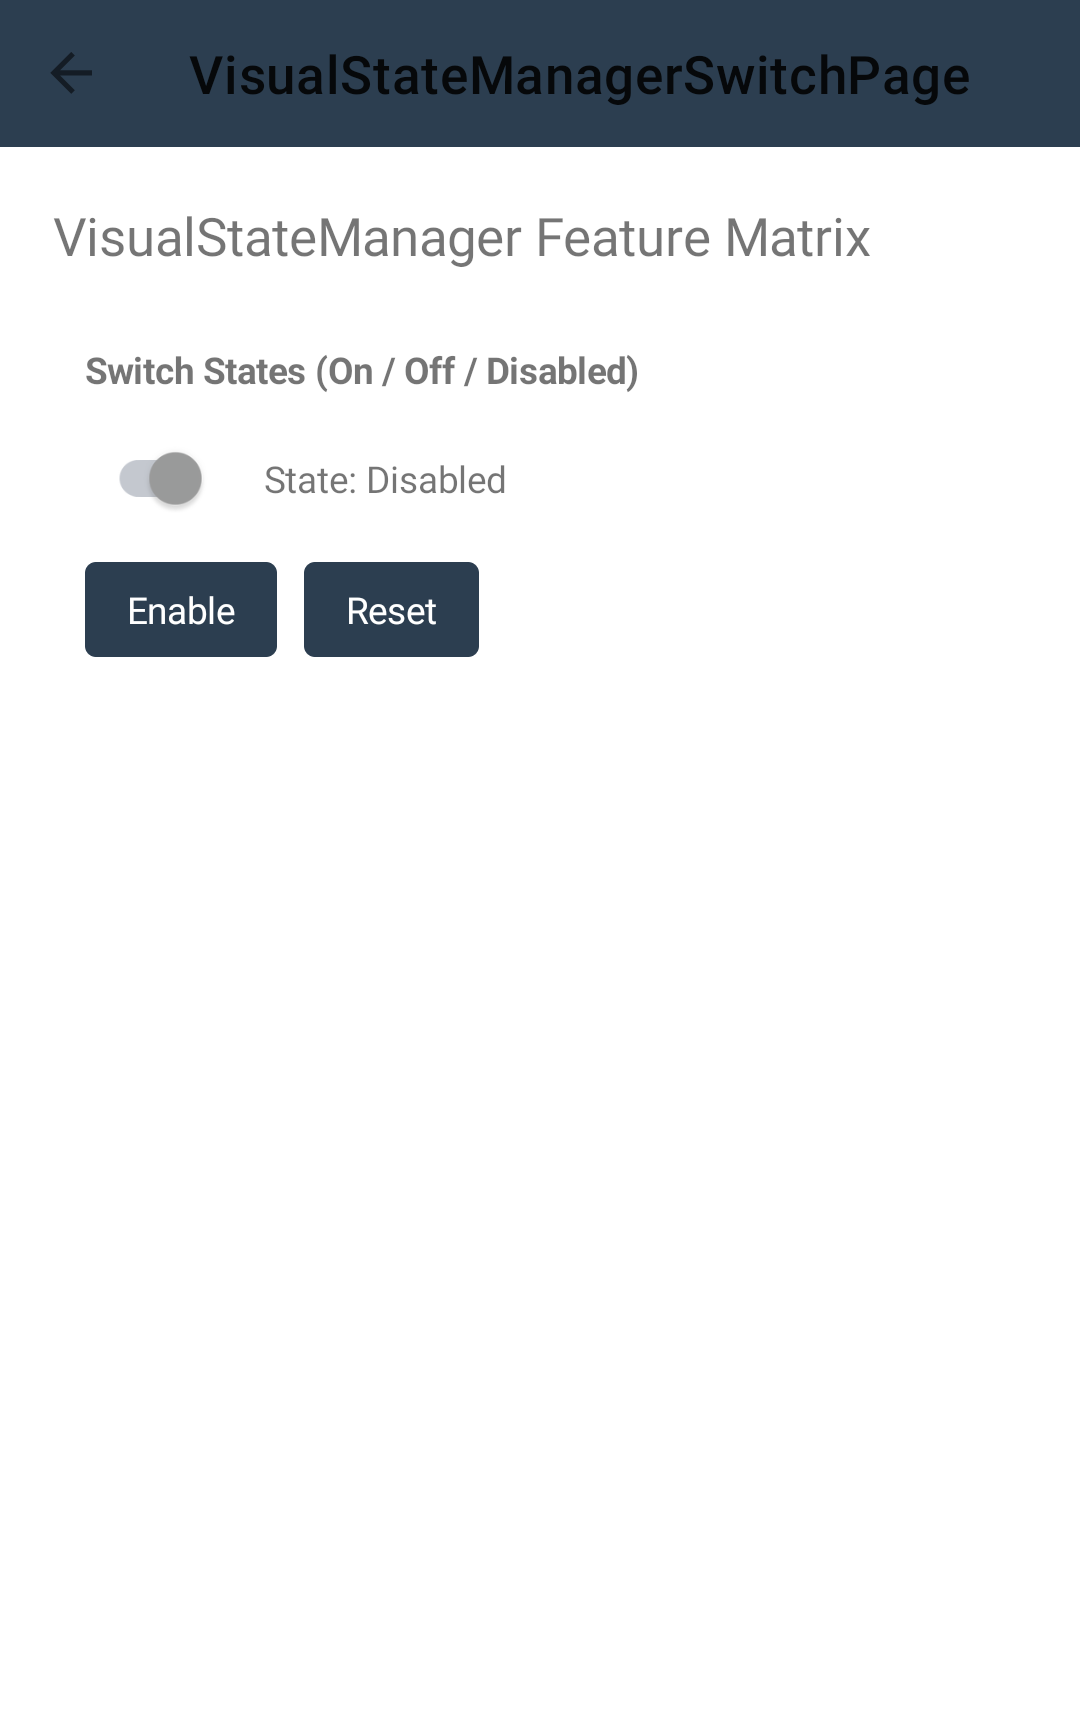 VisualStateManagerSwitchPage
VisualStateManager Feature Matrix
Switch States (On / Off / Disabled)
State: Disabled
Enable Reset